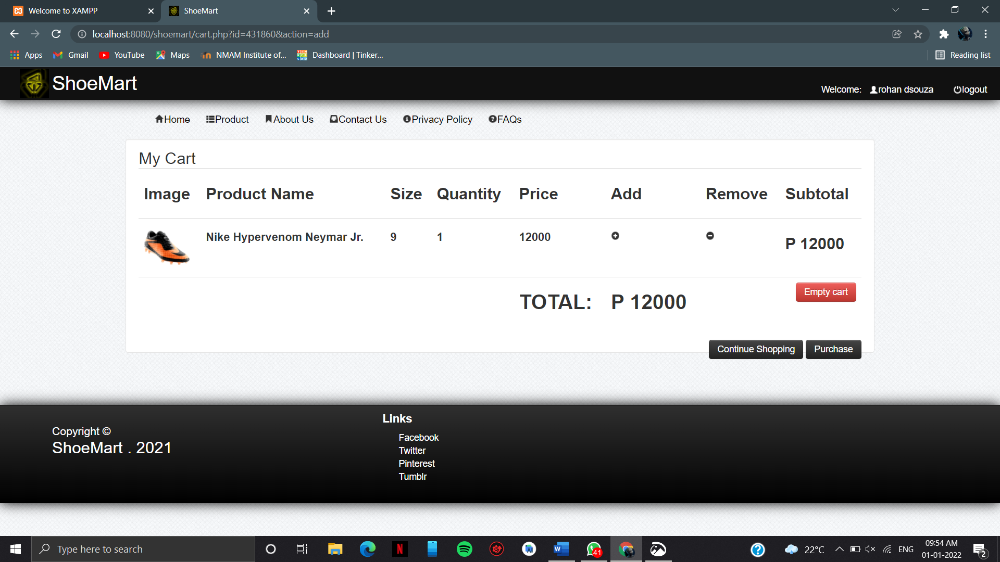 Welcome to XAMPP
ShoeMart
localhost:8080/shoemart/cart.php?id=431860&action=add
Apps Gmail YouTube Maps NMAM Institute of... Dashboard | Tinker... Reading list
ShoeMart
Welcome: rohan dsouza logout
Home Product About Us Contact Us Privacy Policy FAQs
My Cart
Image Product Name Size Quantity Price Add Remove Subtotal
Nike Hypervenom Neymar Jr. 9 1 12000 P 12000
TOTAL: P 12000 Empty cart
Continue Shopping Purchase
Links
Copyright ©
ShoeMart . 2021
Facebook
Twitter
Pinterest
Tumblr
Type here to search
41
22°C
ENG
09:54 AM
01-01-2022
2